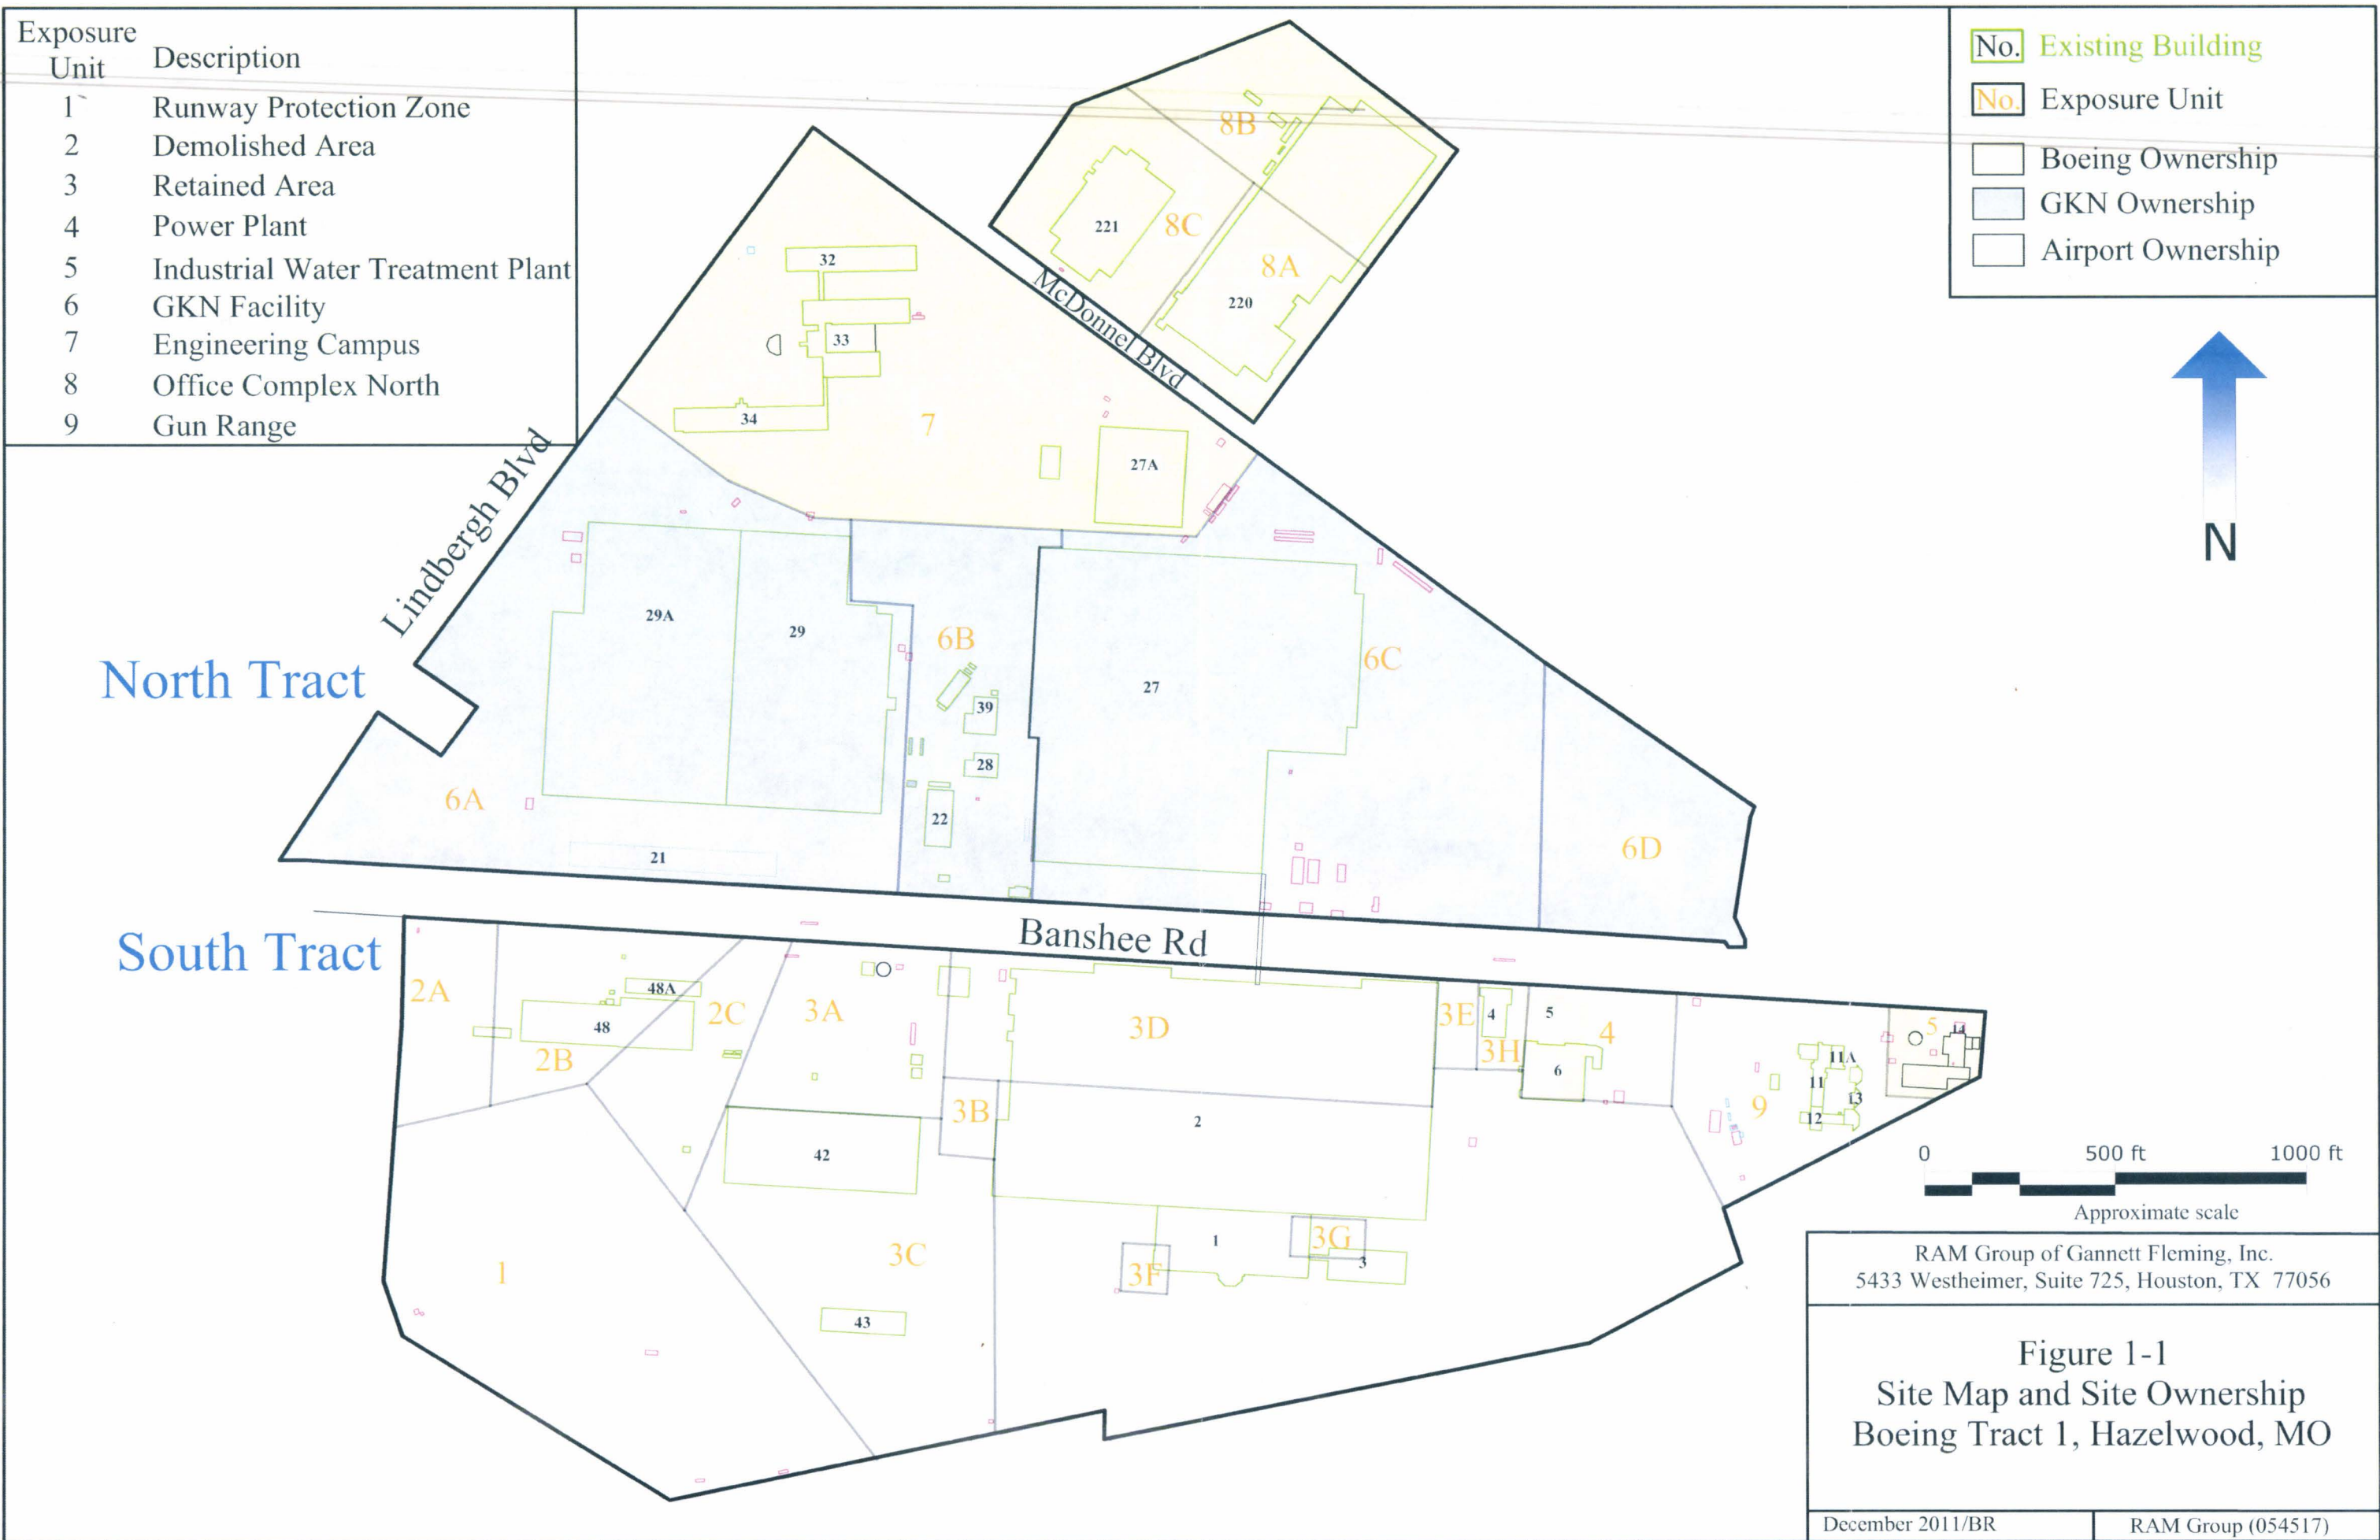 Exposure
Unit Description
1 Runway Protection Zone
2 Demolished Area
3 Retained Area
4 Power Plant
5 Industrial Water Treatment Plant
6 GKN Facility
7 Engineering Campus
8 Office Complex North
9 Gun Range
No. Existing Building
No. Exposure Unit
Boeing Ownership
GKN Ownership
Airport Ownership
N
8B
221
8C
8A
220
McDonnel Blvd
32
33
34
7
27A
Lindbergh Blvd
29A
29
6B
6C
27
39
28
22
6A
21
6D
North Tract
South Tract
Banshee Rd
2A
48A
48
2B
2C
3A
3D
3B
2
42
3E
4
3H
5
4
6
5
14
11A
11
13
12
9
1
3C
43
1
3F
3G
3
0 500 ft 1000 ft
Approximate scale
RAM Group of Gannett Fleming, Inc.
5433 Westheimer, Suite 725, Houston, TX 77056
Figure 1-1
Site Map and Site Ownership
Boeing Tract 1, Hazelwood, MO
December 2011/BR
RAM Group (054517)